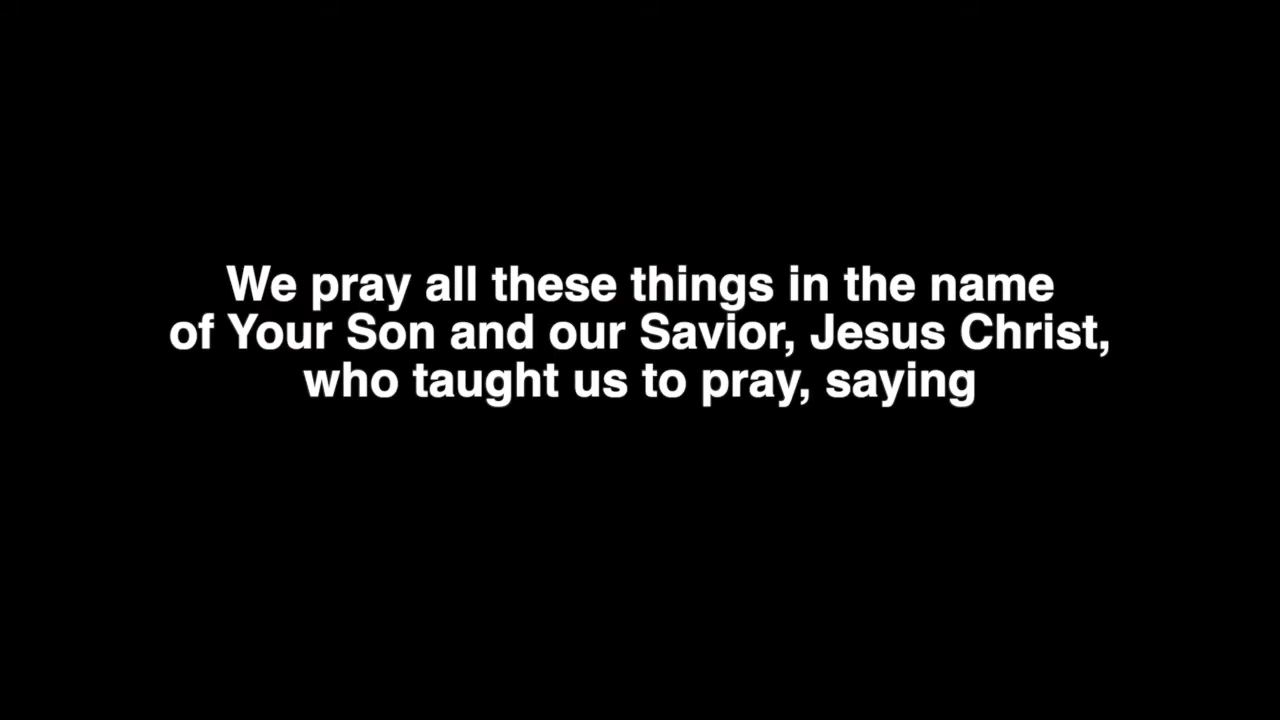 We pray all these things in the name
of Your Son and our Savior, Jesus Christ,
who taught us to pray, saying